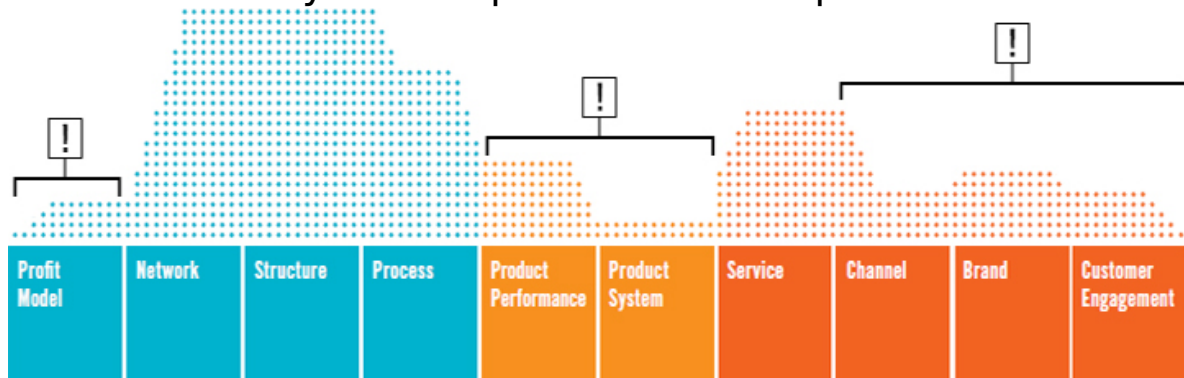 !
!
!
Profit
Model
Network
Structure
Process
Product
Performance
Product
System
Service
Channel
Brand
Customer
Engagement